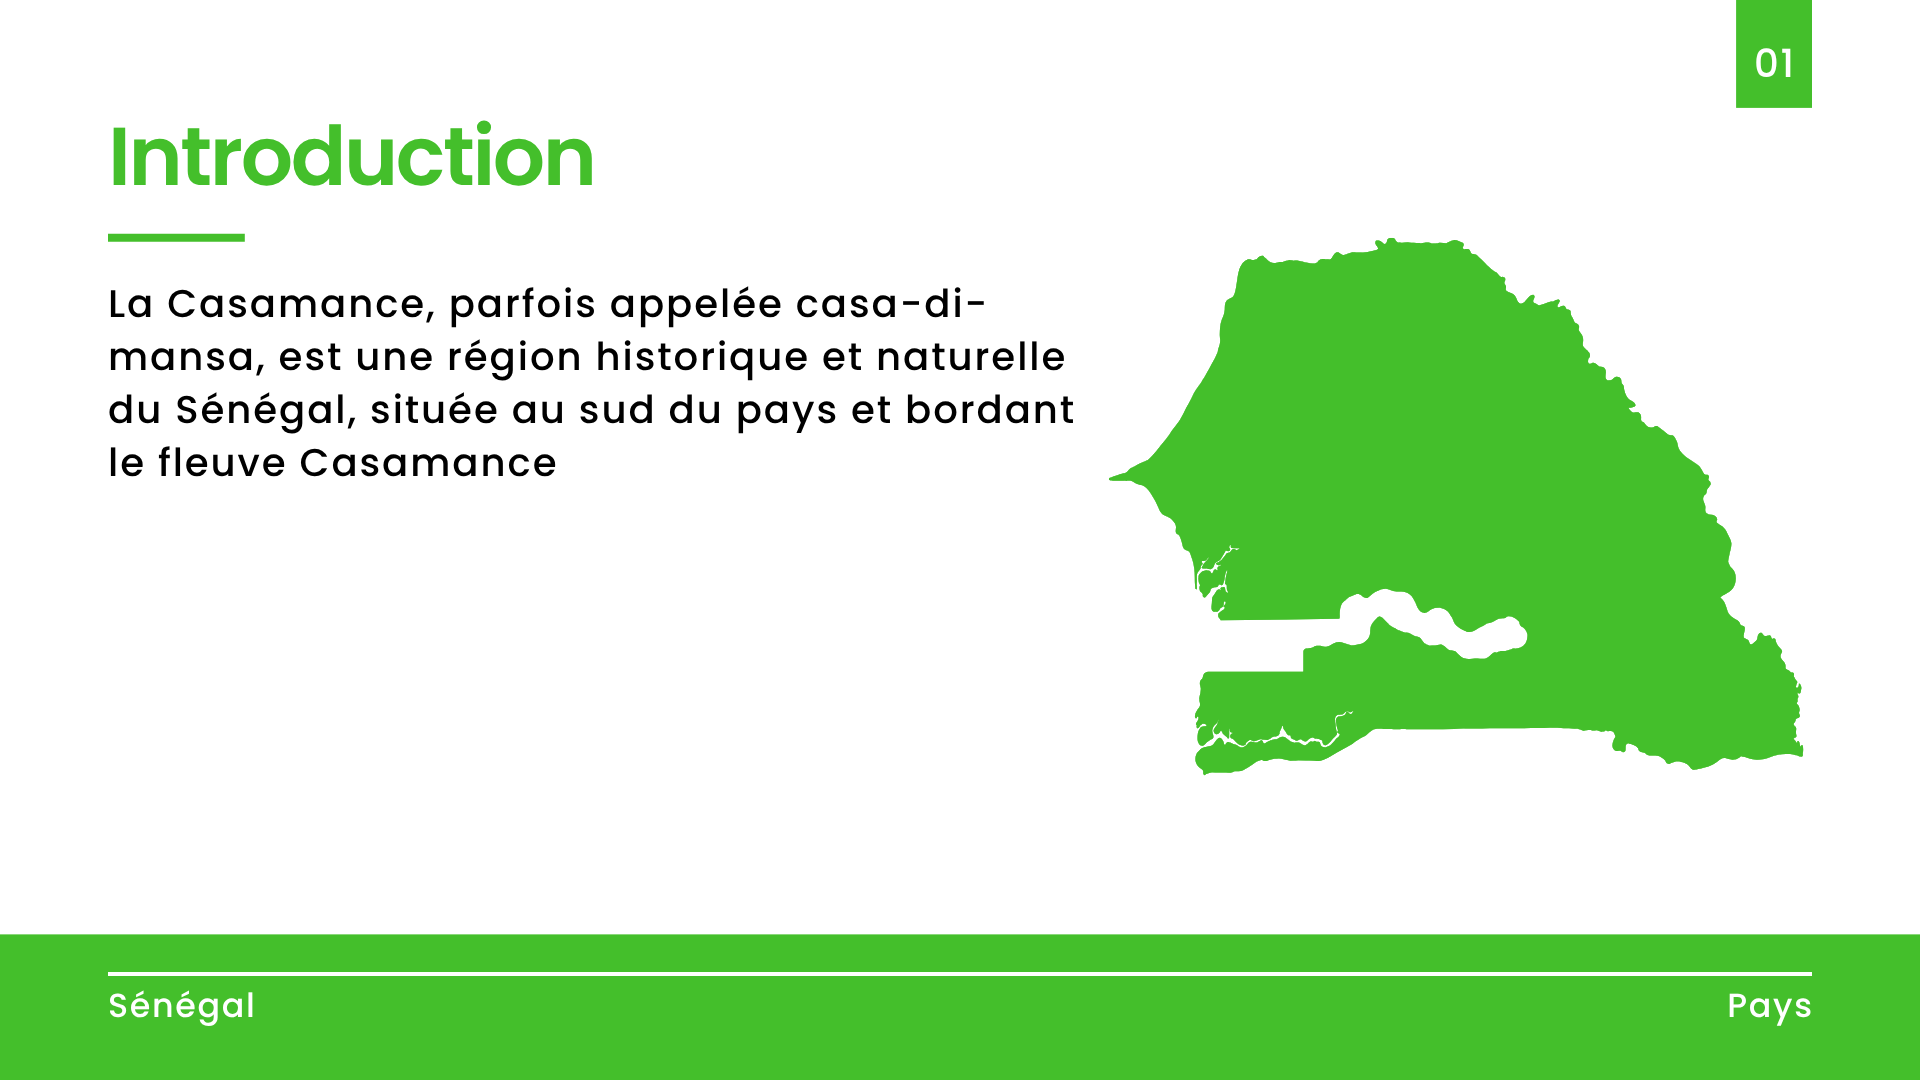 01
Introduction
La Casamance, parfois appelée casa-di-
mansa, est une région historique et naturelle
du Sénégal, située au sud du pays et bordant
le fleuve Casamance
Sénégal
Pays